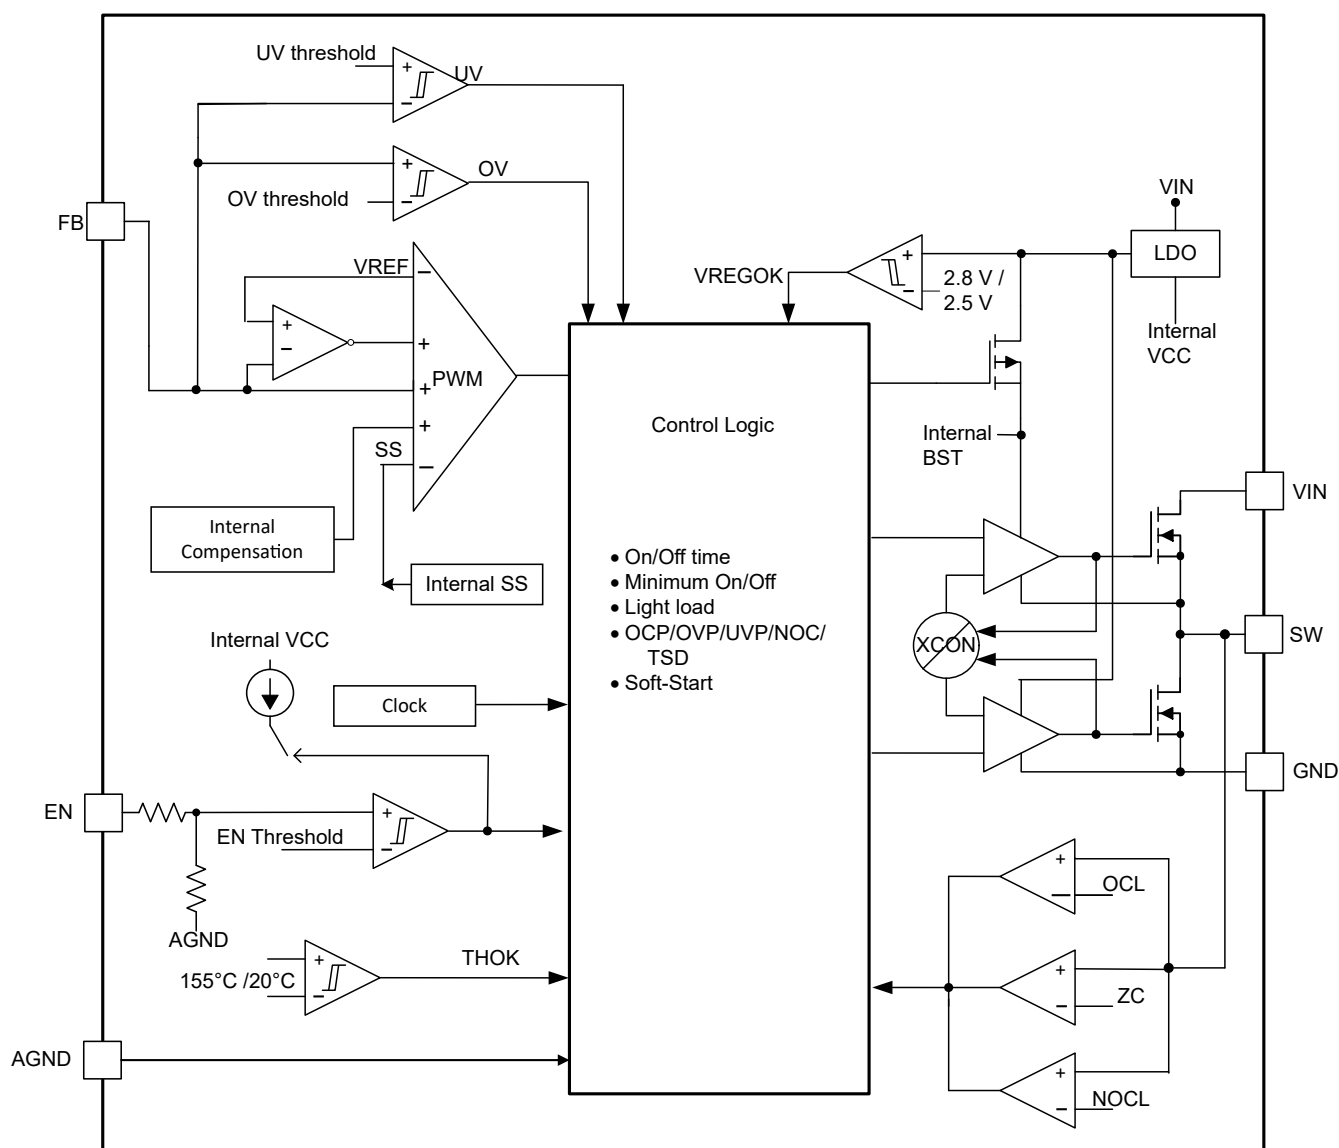 UV threshold
+
−
UV
OV threshold
+
−
OV
FB
VREF
−
+
−
+
+ PWM
+
SS
−
Internal
Compensation
Internal SS
VREGOK
+
−
2.8 V /
2.5 V
VIN
LDO
Internal
VCC
Control Logic
• On/Off time
• Minimum On/Off
• Light load
• OCP/OVP/UVP/NOC/
TSD
• Soft-Start
Internal
BST
XCON
VIN
SW
GND
Internal VCC
Clock
EN
EN Threshold
+
−
AGND
155°C /20°C
+
−
THOK
AGND
+
−
OCL
+
−
ZC
+
−
NOCL